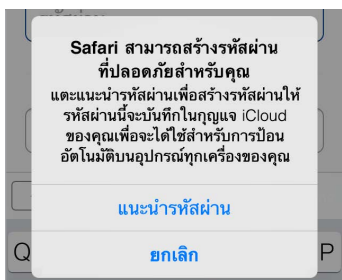 Safari สามารถสร้างรหัสผ่าน
ที่ปลอดภัยสำหรับคุณ
แตะแนะนำรหัสผ่านเพื่อสร้างรหัสผ่านให้
รหัสผ่านนี้จะบันทึกในกุญแจ iCloud
ของคุณเพื่อจะได้ใช้สำหรับการป้อน
อัตโนมัติบนอุปกรณ์ทุกเครื่องของคุณ
แนะนำรหัสผ่าน
ยกเลิก
Q P